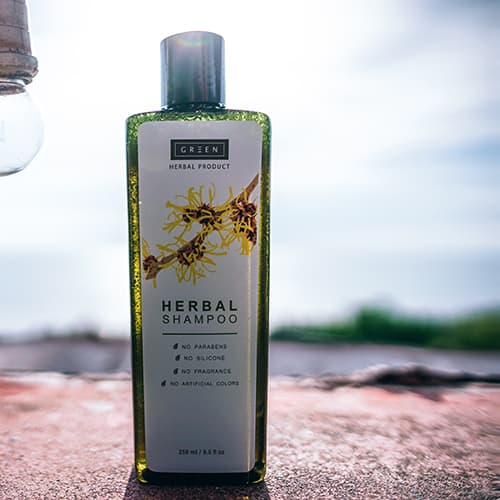 GREEN
HERBAL PRODUCT
HERBAL
SHAMPOO
NO PARABENS
NO SILICONE
NO FRAGRANCE
NO ARTIFICIAL COLORS
250 ml / 8.5 fl oz